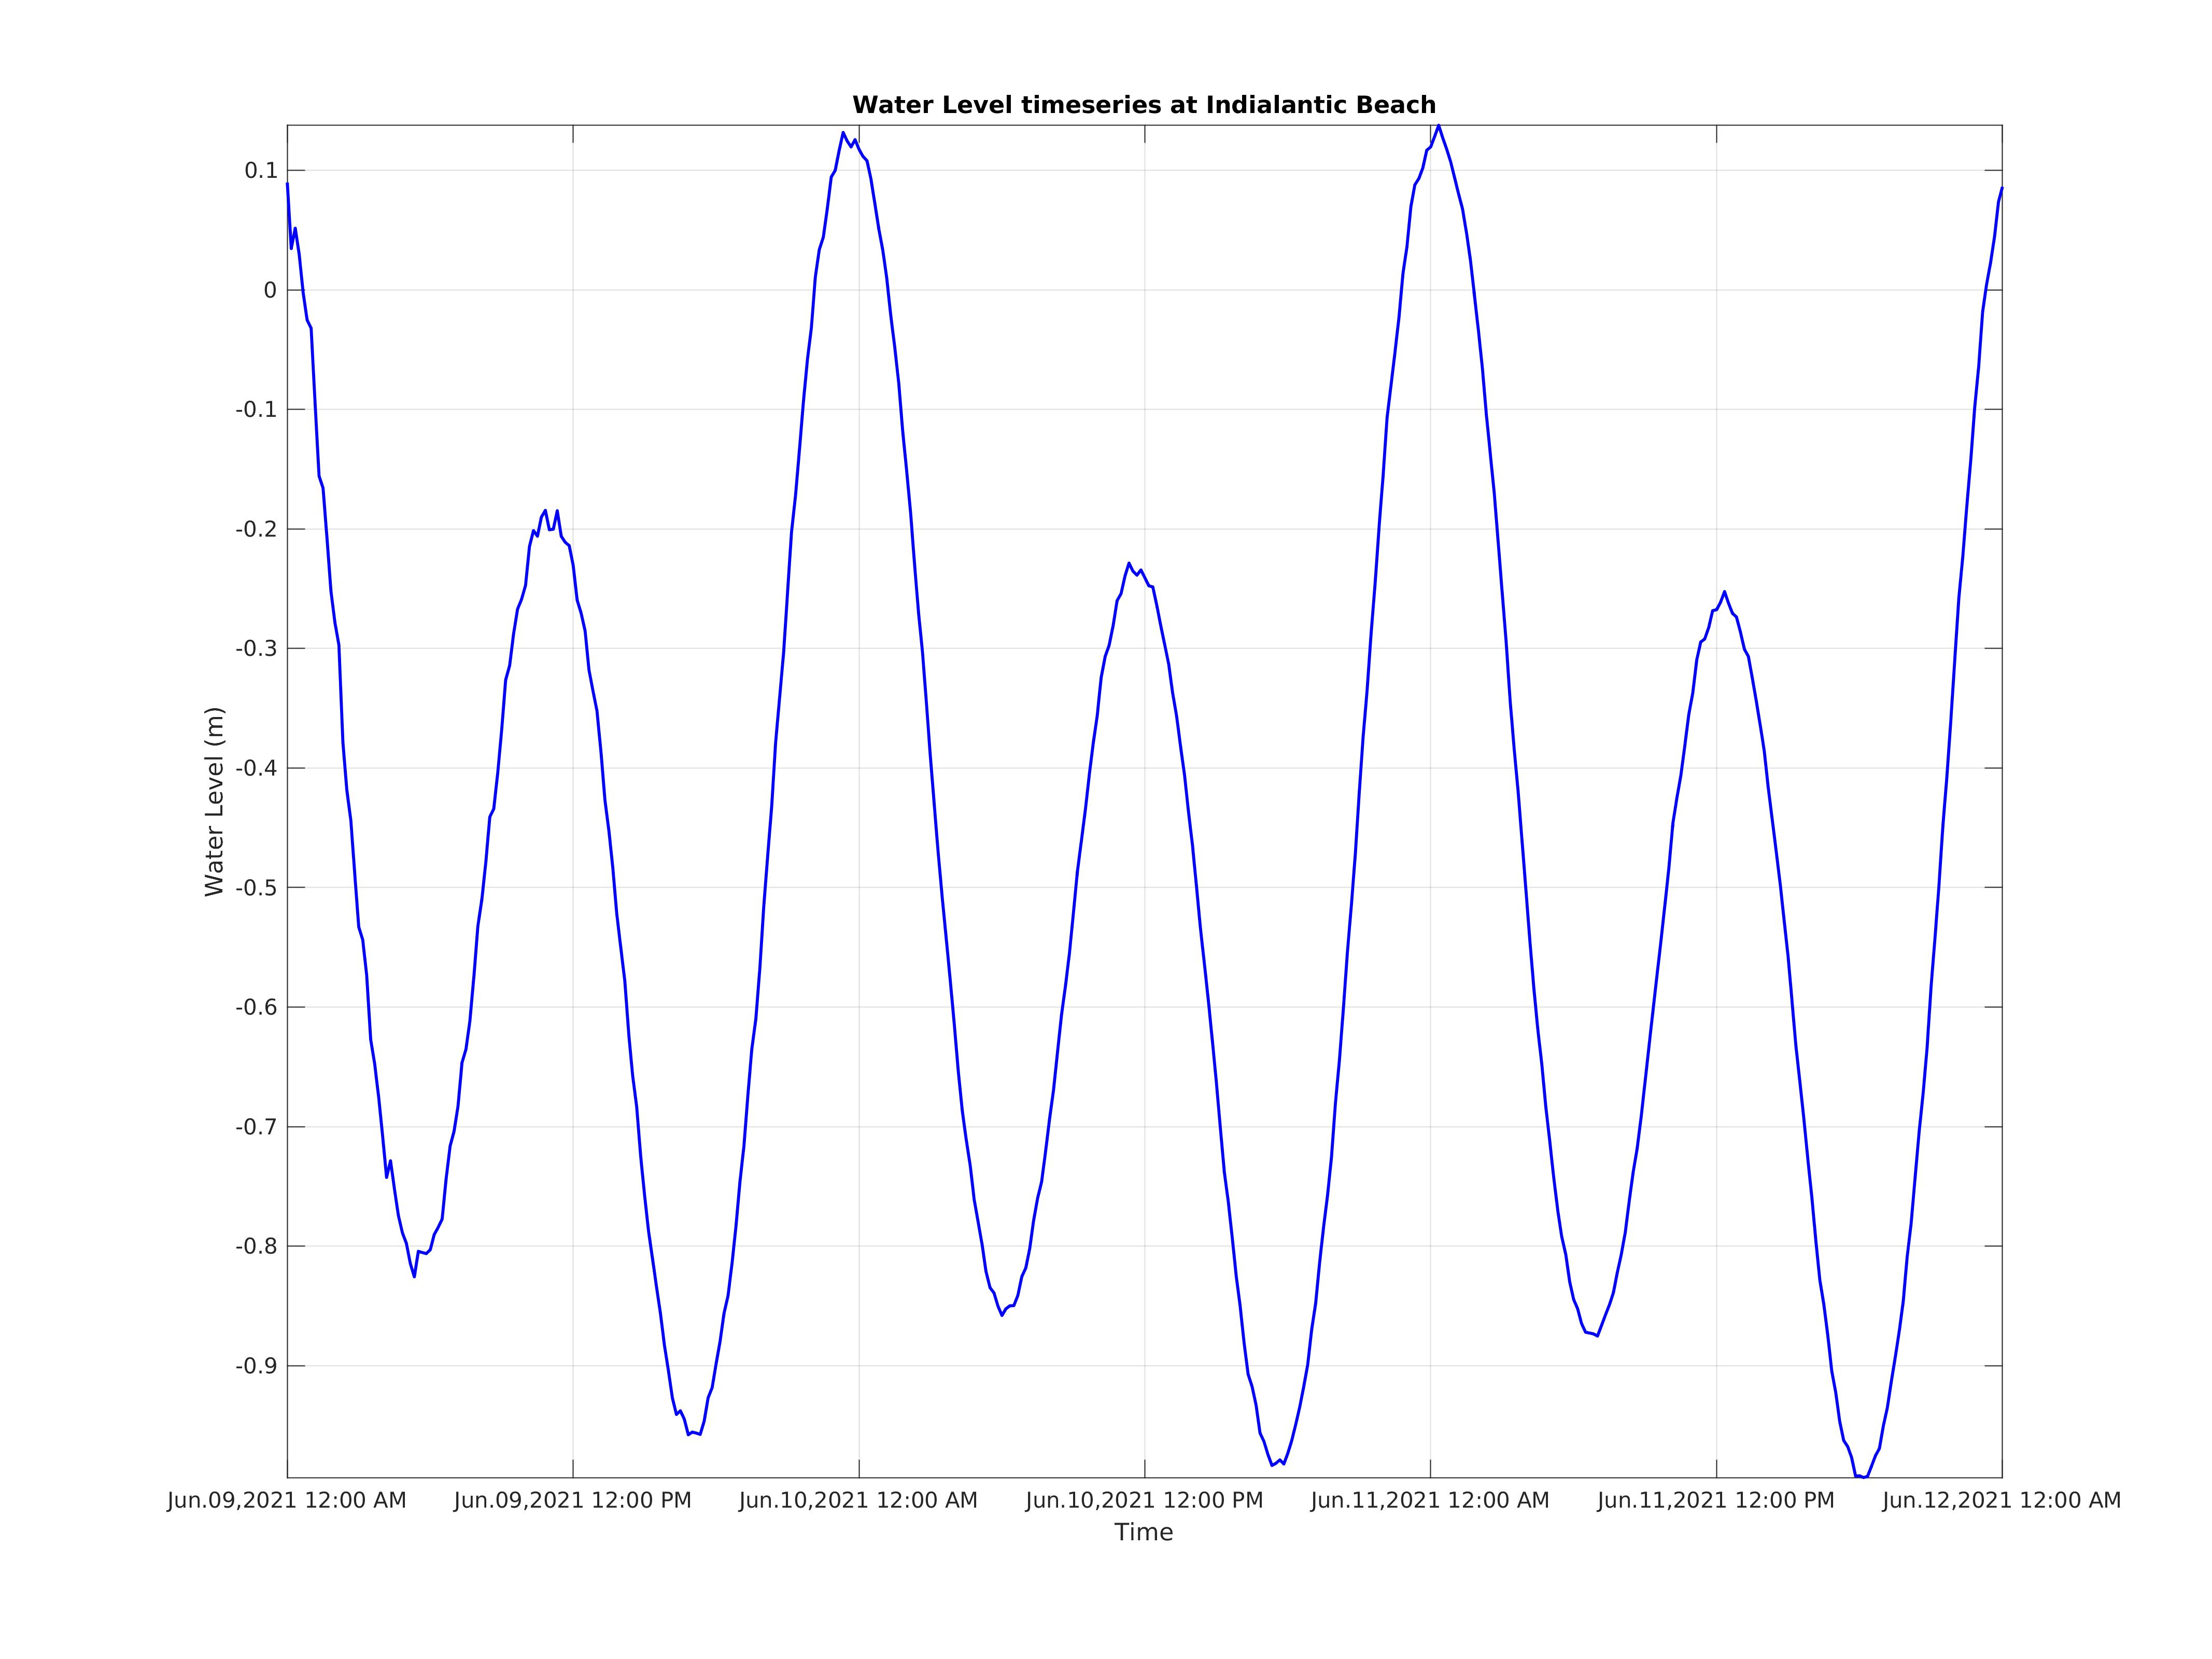 Water Level timeseries at Indialantic Beach
0.1
0
-0.1
-0.2
-0.3
-0.4
-0.5
-0.6
-0.7
-0.8
-0.9
Water Level (m)
Jun.09,2021 12:00 AM
Jun.09,2021 12:00 PM
Jun.10,2021 12:00 AM
Jun.10,2021 12:00 PM
Jun.11,2021 12:00 AM
Jun.11,2021 12:00 PM
Jun.12,2021 12:00 AM
Time